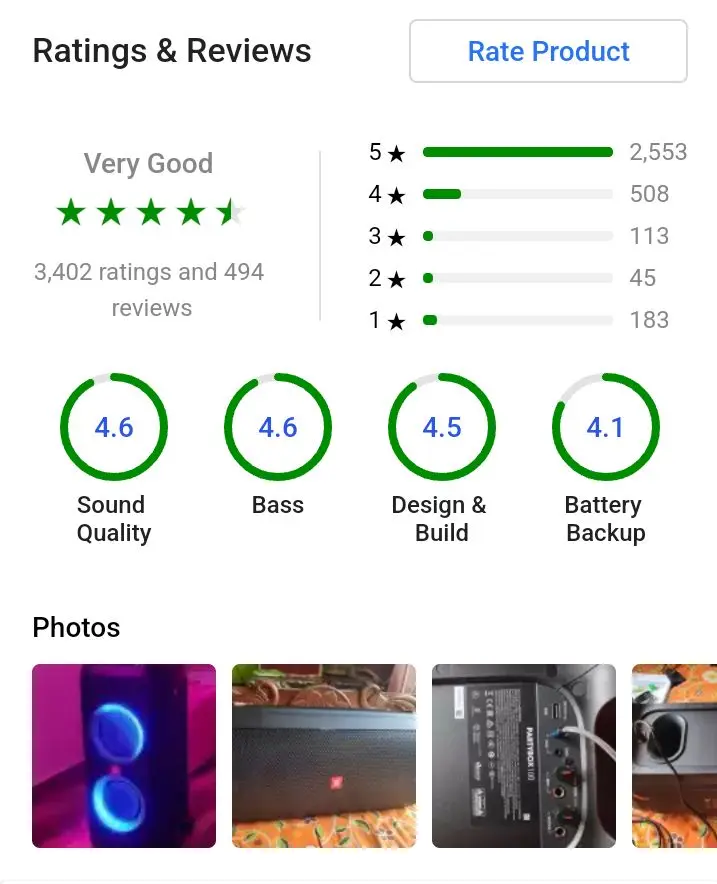 Ratings & Reviews
Rate Product
Very Good
3,402 ratings and 494
reviews
5★ 2,553
4★ 508
3★ 113
2★ 45
1★ 183
4.6
Sound
Quality
4.6
Bass
4.5
Design &
Build
4.1
Battery
Backup
Photos
PARTYBOX